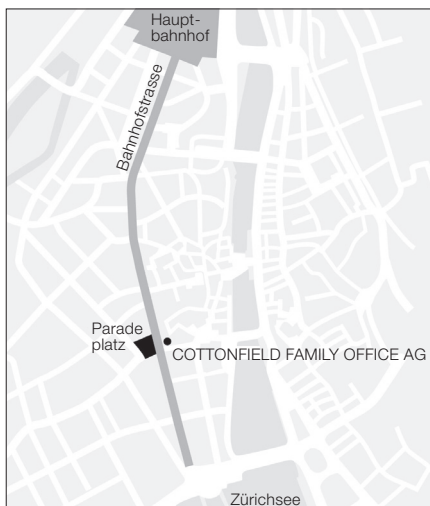 Haupt-
bahnhof
Bahnhofstrasse
Parade
platz
COTTONFIELD FAMILY OFFICE AG
Zürichsee